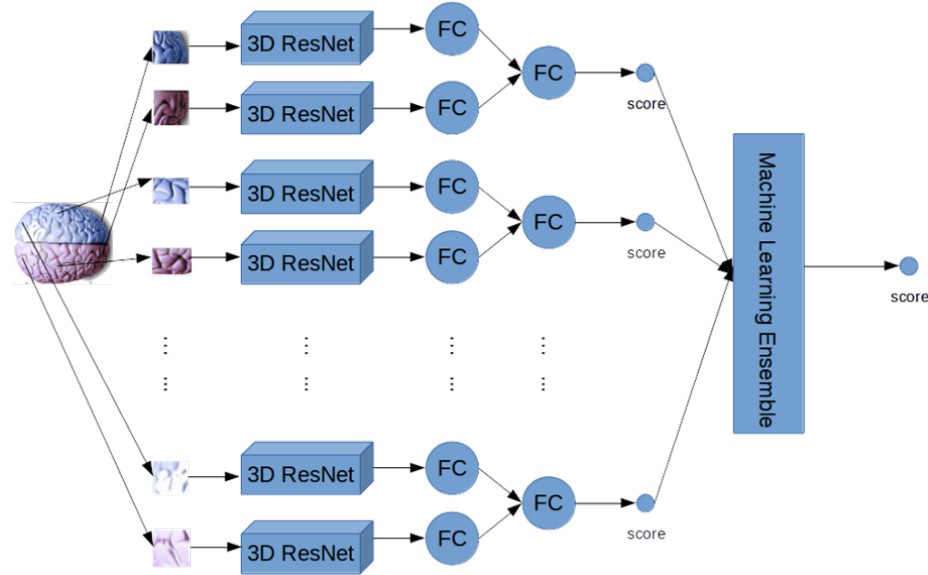 3D ResNet
FC
FC
score
3D ResNet
FC
3D ResNet
FC
FC
score
3D ResNet
FC
Machine Learning Ensemble
score
... ... ... ...
... ... ... ...
3D ResNet
FC
FC
score
3D ResNet
FC